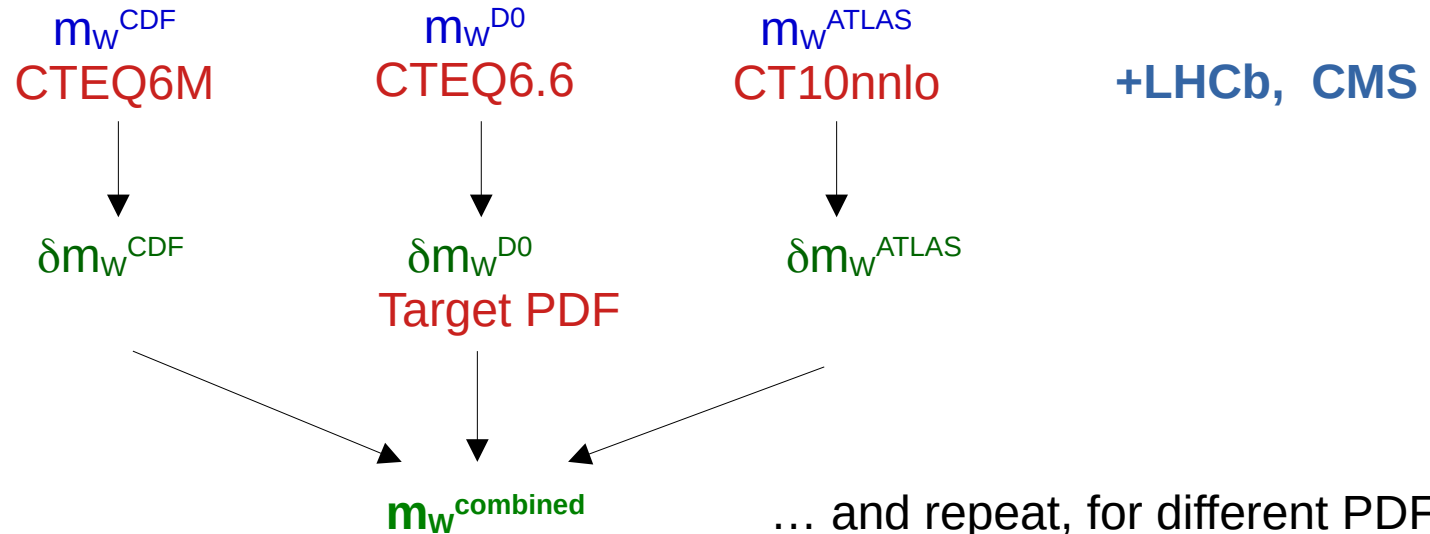 m_W^CDF m_W^D0 m_W^ATLAS
CTEQ6M CTEQ6.6 CT10nnlo +LHCb, CMS
δm_W^CDF δm_W^D0 δm_W^ATLAS
Target PDF
m_W^combined … and repeat, for different PDF